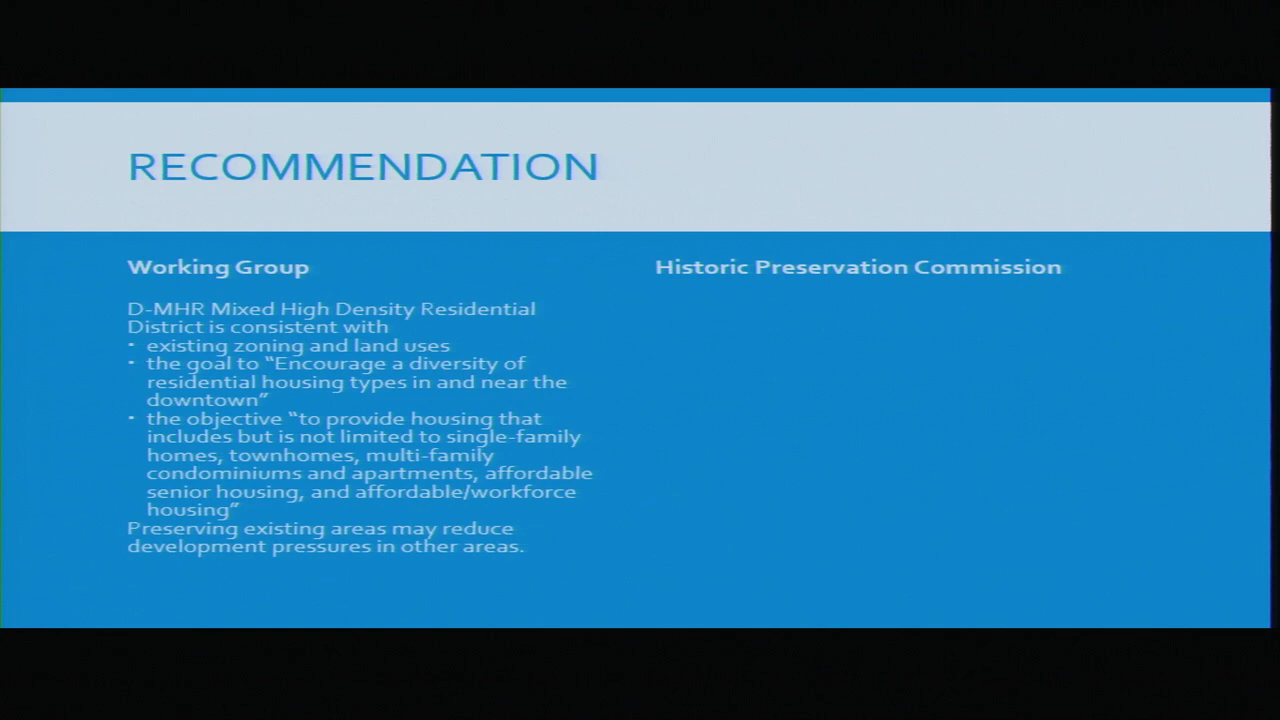 RECOMMENDATION
Working Group
D-MHR Mixed High Density Residential
District is consistent with
· existing zoning and land uses
· the goal to “Encourage a diversity of
residential housing types in and near the
downtown”
· the objective “to provide housing that
includes but is not limited to single-family
homes, townhomes, multi-family
condominiums and apartments, affordable
senior housing, and affordable/workforce
housing”
Preserving existing areas may reduce
development pressures in other areas.
Historic Preservation Commission